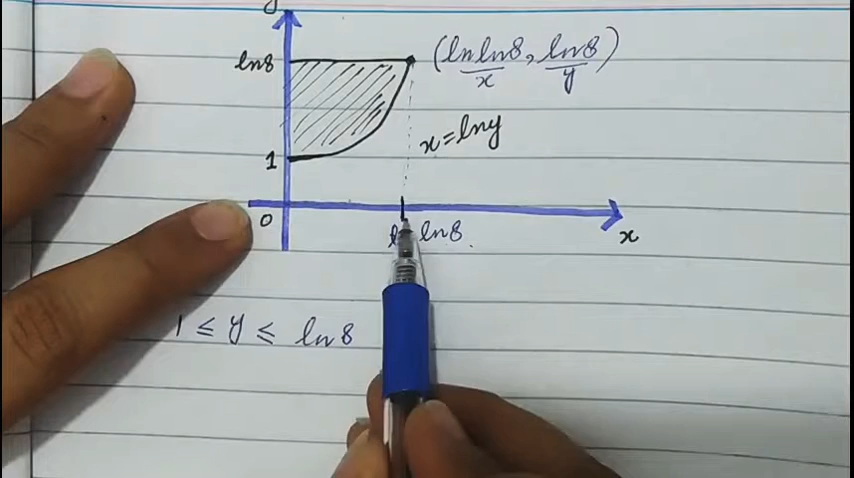 ln8
(ln ln8, ln8)
x
y
x=lny
1
0
ln8
x
1 ≤ y ≤ ln8